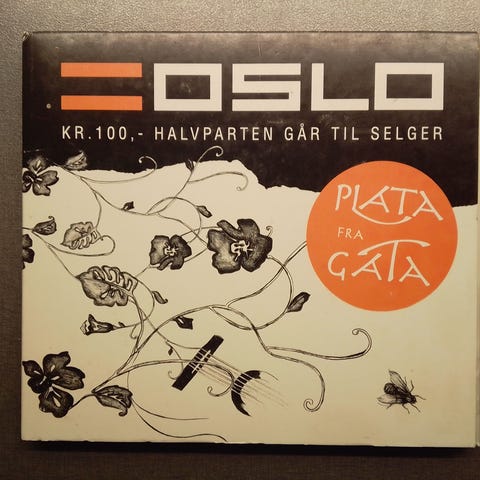 =OSLO
KR.100,- HALVPARTEN GÅR TIL SELGER
PLATA
FRA
GATA